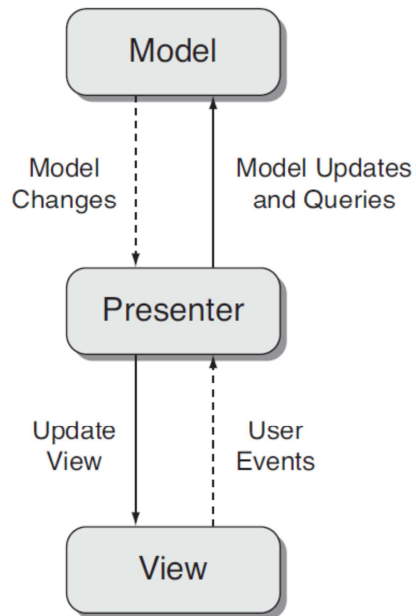 Model
Model
Changes
Model Updates
and Queries
Presenter
Update
View
User
Events
View